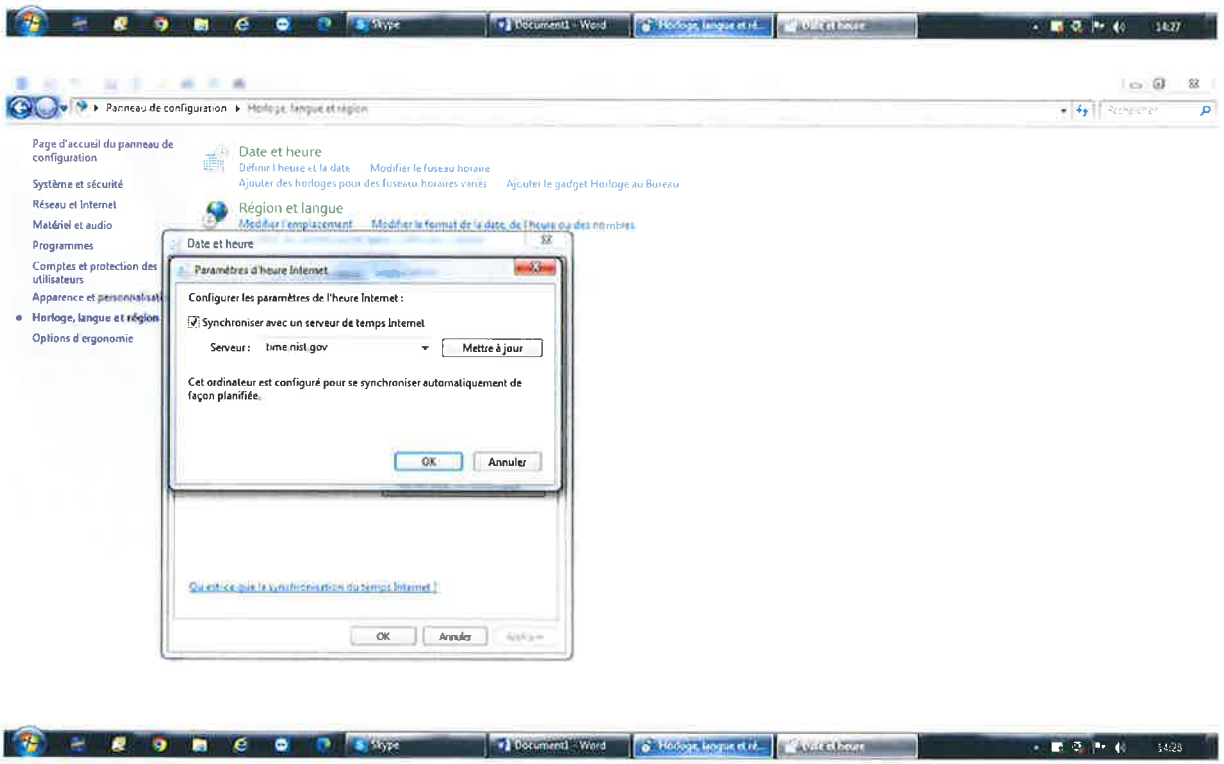 Skype Document1 - Word Horloge, langue et ré... Date et heure 14:27
Panneau de configuration Horloge, langue et région Rechercher
Page d'accueil du panneau de configuration
Système et sécurité
Réseau et Internet
Matériel et audio
Programmes
Comptes et protection des utilisateurs
Apparence et personnalisati
Horloge, langue et région
Options d'ergonomie
Date et heure
Définir l'heure et la date Modifier le fuseau horaire
Ajouter des horloges pour des fuseaux horaires variés Ajouter le gadget Horloge au Bureau
Région et langue
Modifier l'emplacement Modifier le format de la date, de l'heure ou des nombres
Date et heure
Paramètres d'heure Internet
Configurer les paramètres de l'heure Internet :
Synchroniser avec un serveur de temps Internet
Serveur : time.nist.gov Mettre à jour
Cet ordinateur est configuré pour se synchroniser automatiquement de
façon planifiée.
OK Annuler
Qu'est-ce que la synchronisation du temps Internet ?
OK Annuler Appliquer
Skype Document1 - Word Horloge, langue et ré... Date et heure 14:28